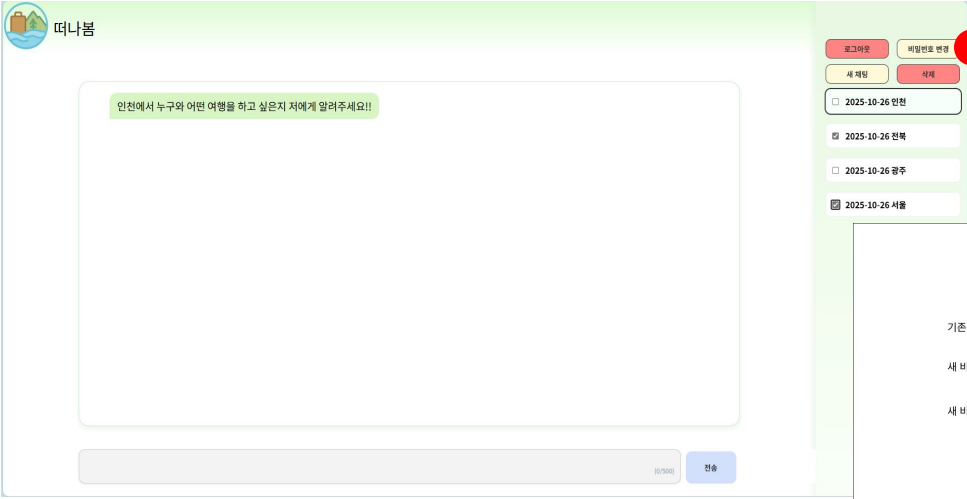 떠나봄
로그아웃
비밀번호 변경
새 채팅
삭제
인천에서 누구와 어떤 여행을 하고 싶은지 저에게 알려주세요!!
2025-10-26 인천
2025-10-26 전북
2025-10-26 광주
2025-10-26 서울
기존
새 비
새 비
(0/500)
전송